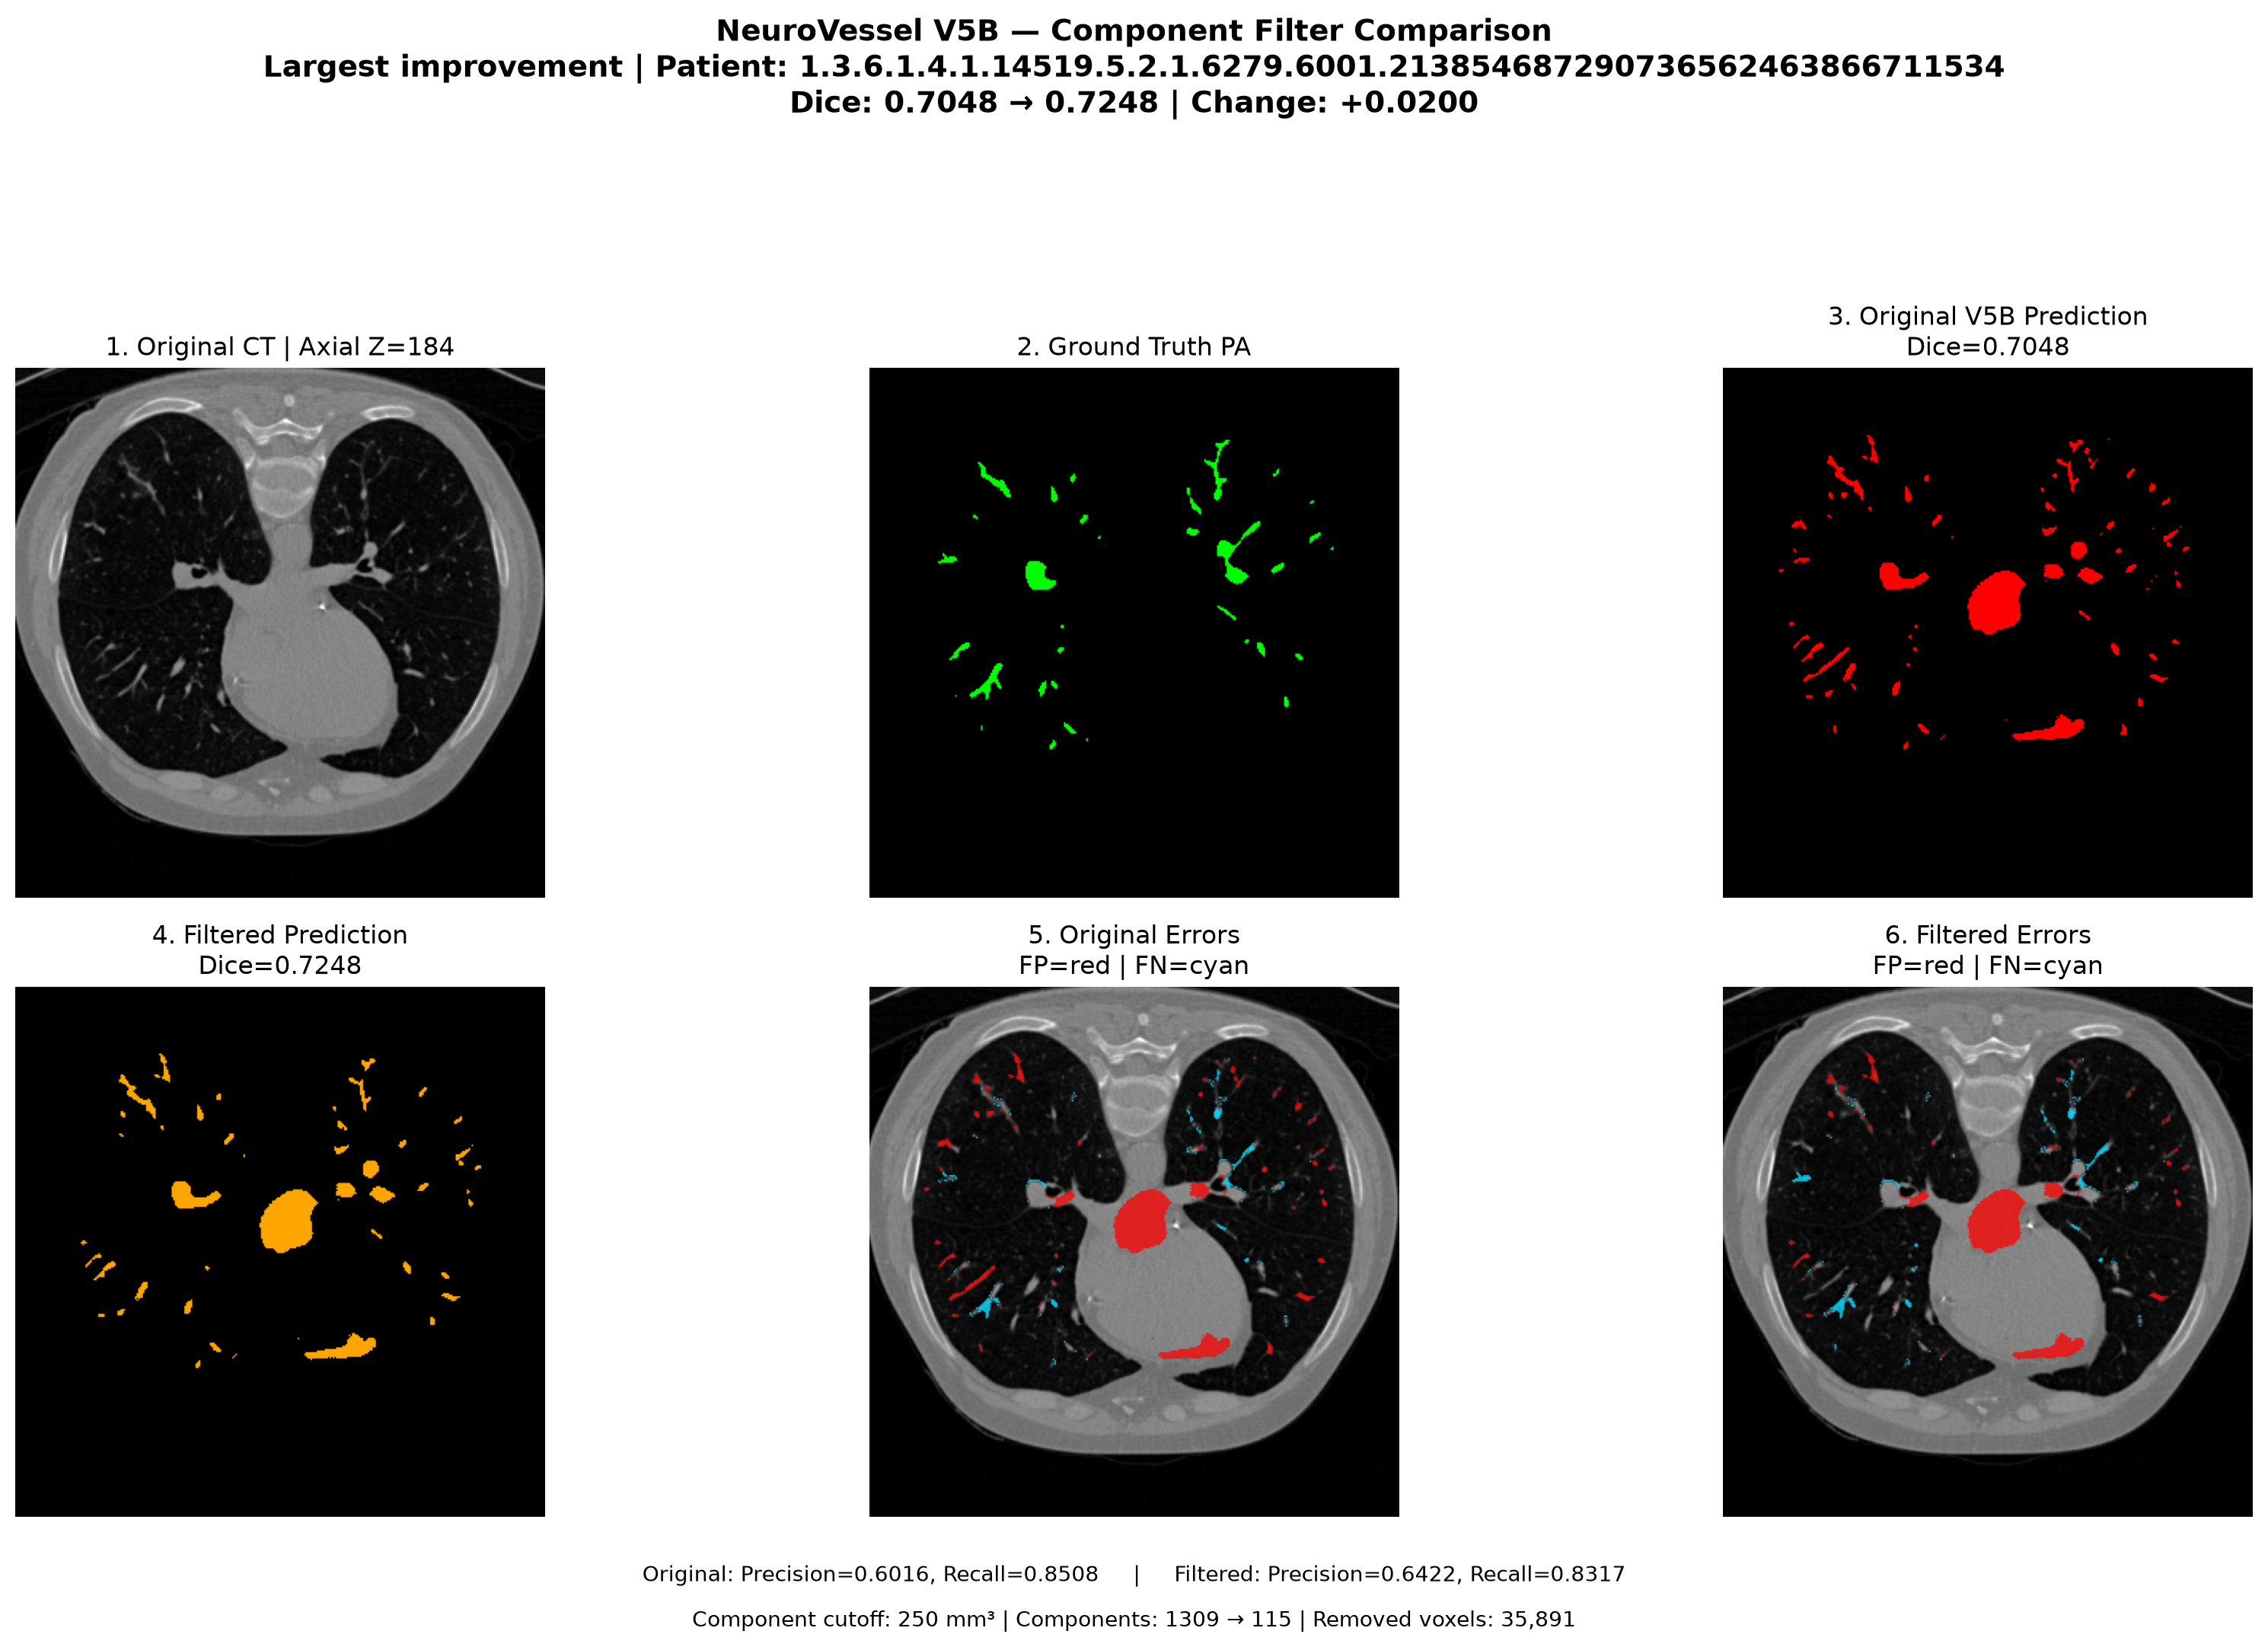 NeuroVessel V5B — Component Filter Comparison
Largest improvement | Patient: 1.3.6.1.4.1.14519.5.2.1.6279.6001.213854687290736562463866711534
Dice: 0.7048 → 0.7248 | Change: +0.0200
1. Original CT | Axial Z=184
2. Ground Truth PA
3. Original V5B Prediction
Dice=0.7048
4. Filtered Prediction
Dice=0.7248
5. Original Errors
FP=red | FN=cyan
6. Filtered Errors
FP=red | FN=cyan
Original: Precision=0.6016, Recall=0.8508 | Filtered: Precision=0.6422, Recall=0.8317
Component cutoff: 250 mm³ | Components: 1309 → 115 | Removed voxels: 35,891